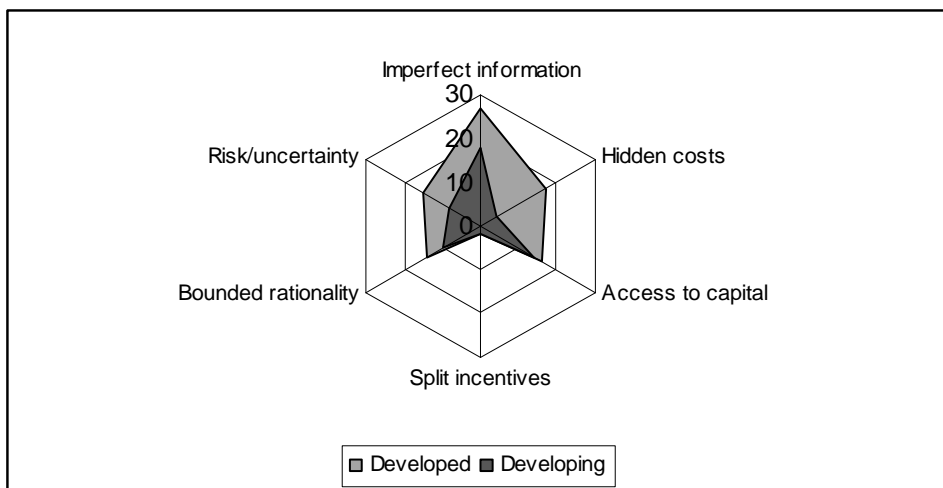 Imperfect information
30
Risk/uncertainty 20 Hidden costs
10
0
Bounded rationality Access to capital
Split incentives
Developed Developing